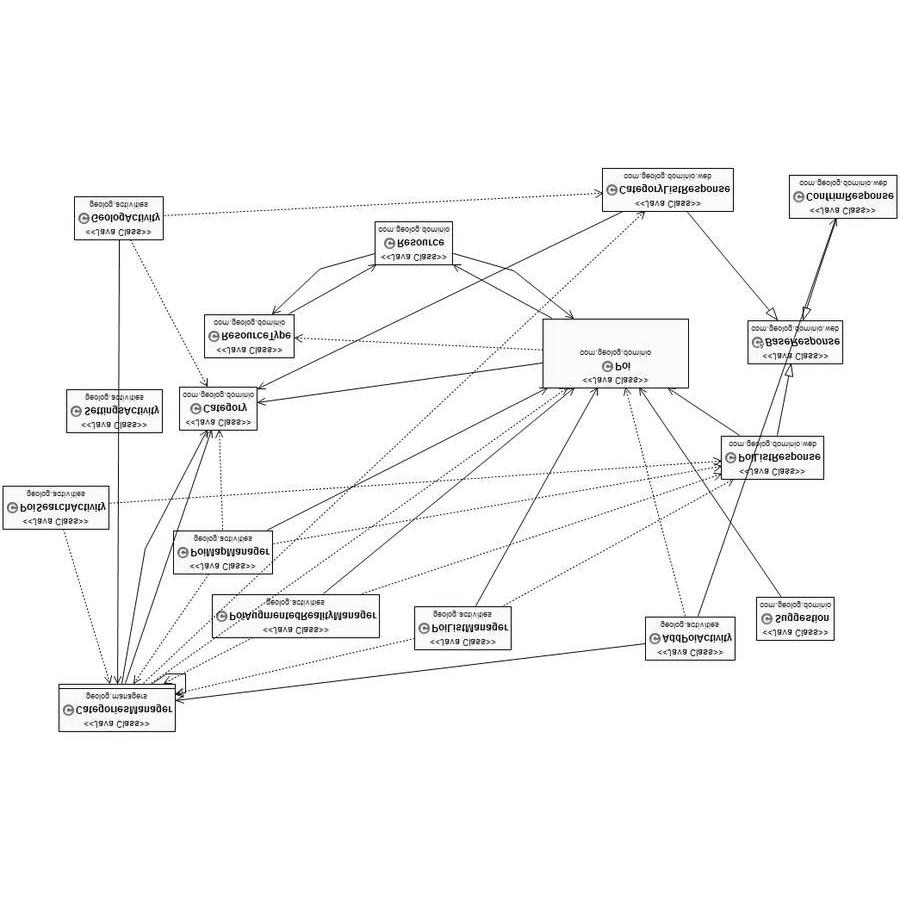 <<Java Class>>
CategoriesManager
geolog.managers
<<Java Class>>
AddPoiActivity
geolog.activities
<<Java Class>>
PoiListManager
geolog.activities
<<Java Class>>
Suggestion
com.geolog.dominio
<<Java Class>>
PoiAugmentedRealityManager
geolog.activities
<<Java Class>>
PoiMapManager
geolog.activities
<<Java Class>>
PoiSearchActivity
geolog.activities
<<Java Class>>
PoiListResponse
com.geolog.dominio.web
<<Java Class>>
SettingsActivity
geolog.activities
<<Java Class>>
Category
com.geolog.dominio
<<Java Class>>
Poi
com.geolog.dominio
<<Java Class>>
BaseResponse
com.geolog.dominio.web
<<Java Class>>
ResourceType
com.geolog.dominio
<<Java Class>>
Resource
com.geolog.dominio
<<Java Class>>
GeologActivity
geolog.activities
<<Java Class>>
ConfrimResponse
com.geolog.dominio.web
<<Java Class>>
CategoryListResponse
com.geolog.dominio.web